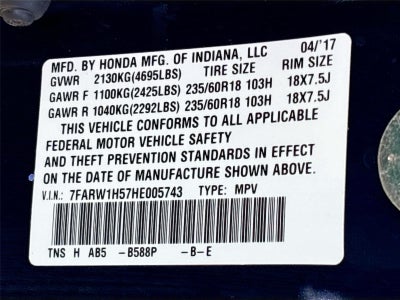 MFD. BY HONDA MFG. OF INDIANA, LLC 04/'17
GVWR 2130KG(4695LBS) TIRE SIZE RIM SIZE
GAWR F 1100KG(2425LBS) 235/60R18 103H 18X7.5J
GAWR R 1040KG(2292LBS) 235/60R18 103H 18X7.5J
THIS VEHICLE CONFORMS TO ALL APPLICABLE
FEDERAL MOTOR VEHICLE SAFETY
AND THEFT PREVENTION STANDARDS IN EFFECT
ON THE DATE OF MANUFACTURE SHOWN ABOVE.
V.I.N.: 7FARW1H57HE005743 TYPE: MPV
TNS H AB5 -B588P -B-E